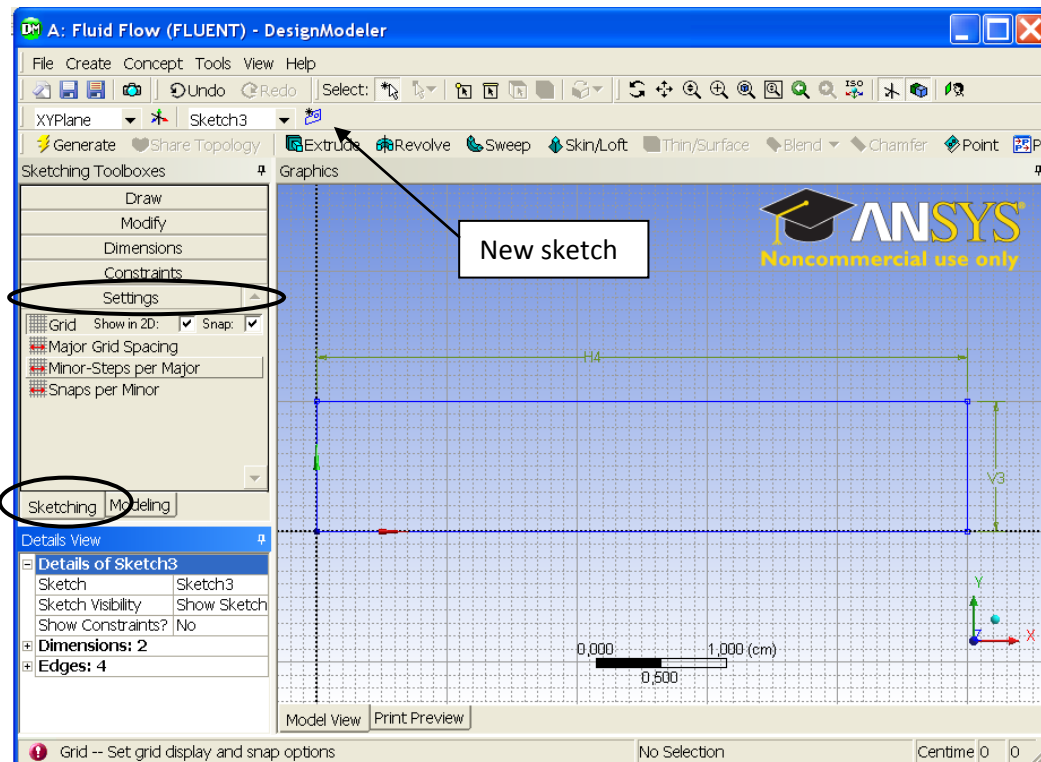 A: Fluid Flow (FLUENT) - DesignModeler
File Create Concept Tools View Help
Undo Redo Select: ISO
XYPlane Sketch3
Generate Share Topology Extrude Revolve Sweep Skin/Loft Thin/Surface Blend Chamfer Point P
Sketching Toolboxes
Graphics
Draw
Modify
Dimensions
Constraints
Settings
Grid Show in 2D: Snap:
Major Grid Spacing
Minor-Steps per Major
Snaps per Minor
Sketching Modeling
New sketch
ANSYS
Noncommercial use only
H4
V3
Details View
Details of Sketch3
Sketch Sketch3
Sketch Visibility Show Sketch
Show Constraints? No
Dimensions: 2
Edges: 4
Y
Z X
0,000 1,000 (cm)
0,500
Model View Print Preview
Grid -- Set grid display and snap options No Selection Centime 0 0